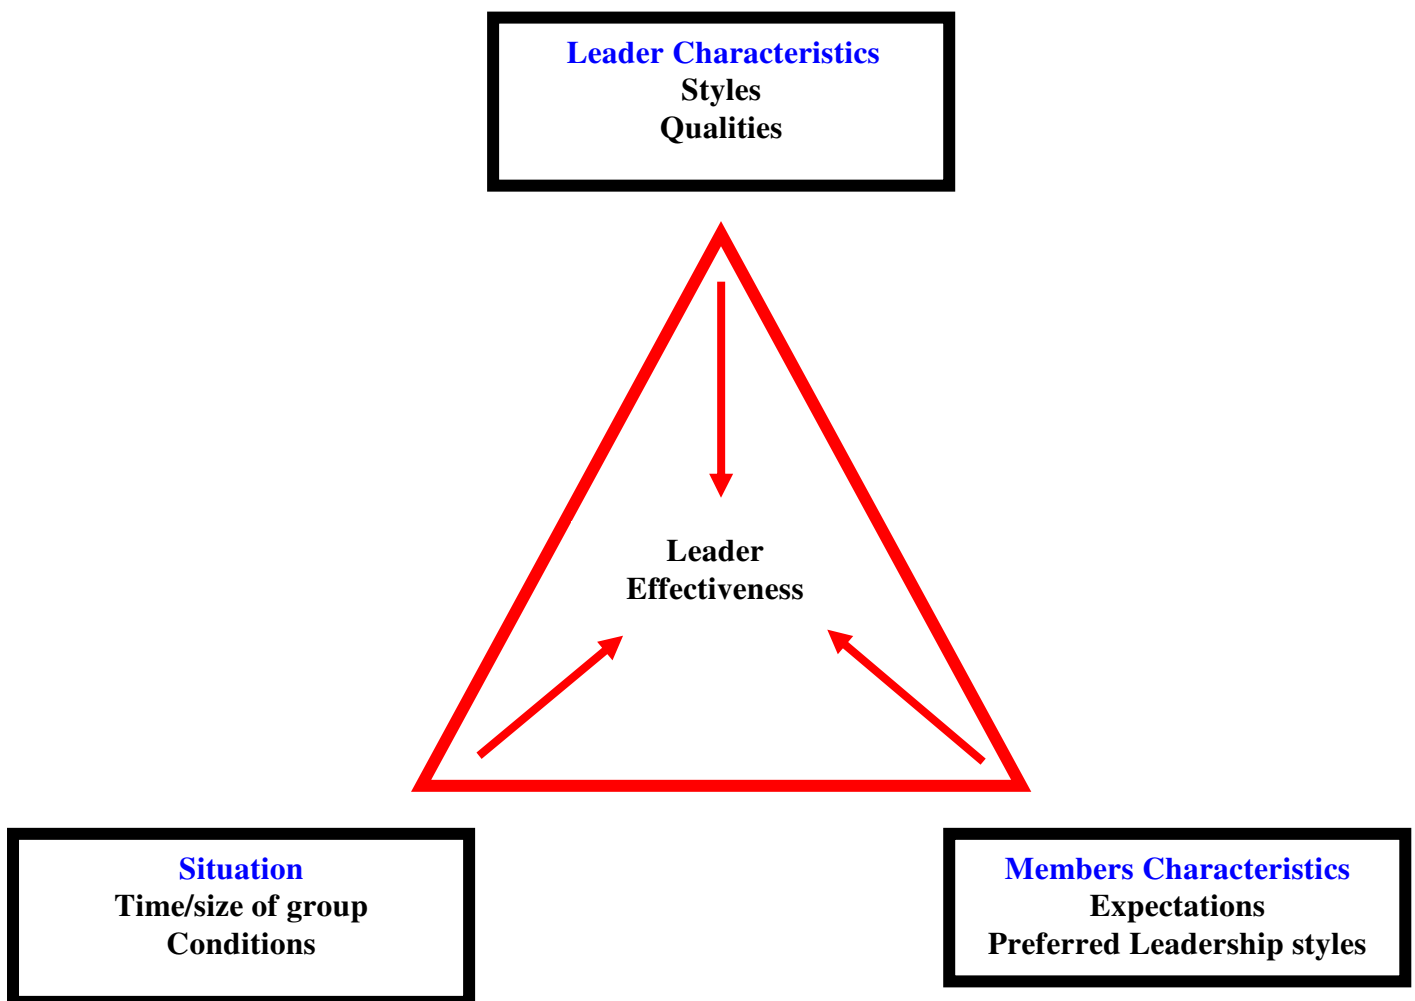 Leader Characteristics
Styles
Qualities
Leader
Effectiveness
Situation
Time/size of group
Conditions
Members Characteristics
Expectations
Preferred Leadership styles